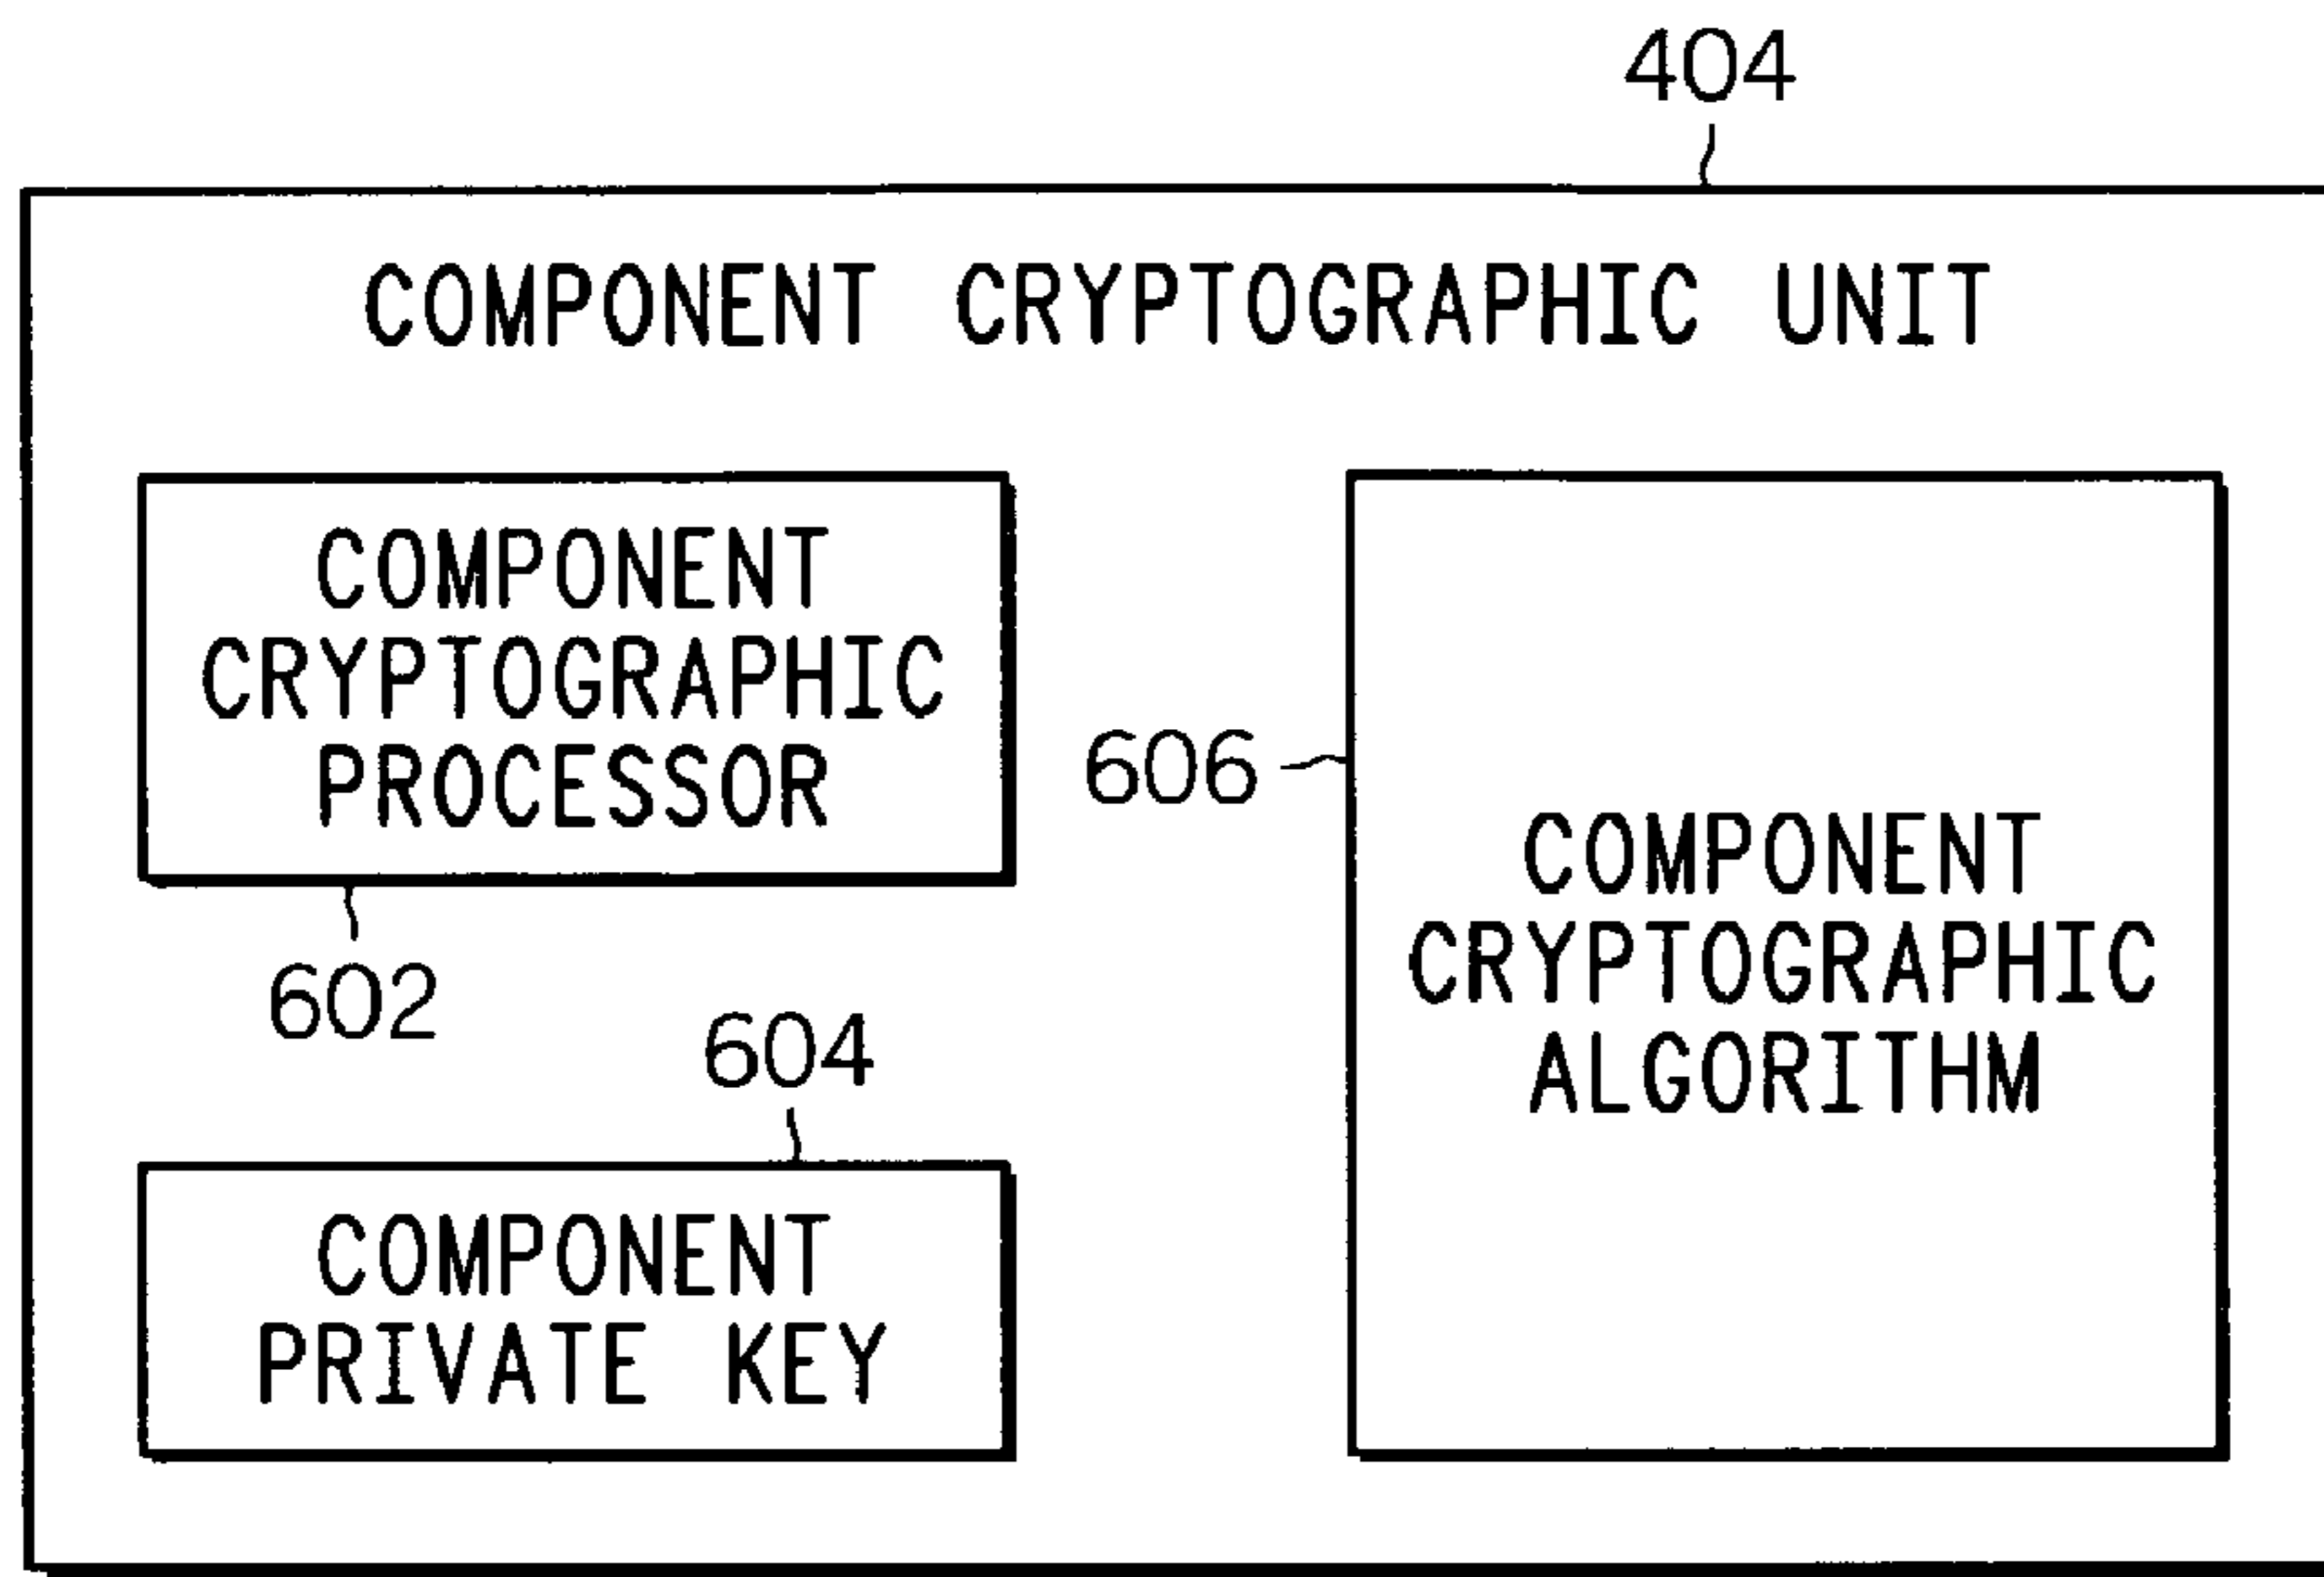 404
COMPONENT CRYPTOGRAPHIC UNIT
COMPONENT
CRYPTOGRAPHIC
PROCESSOR
602
604
COMPONENT
PRIVATE KEY
606
COMPONENT
CRYPTOGRAPHIC
ALGORITHM